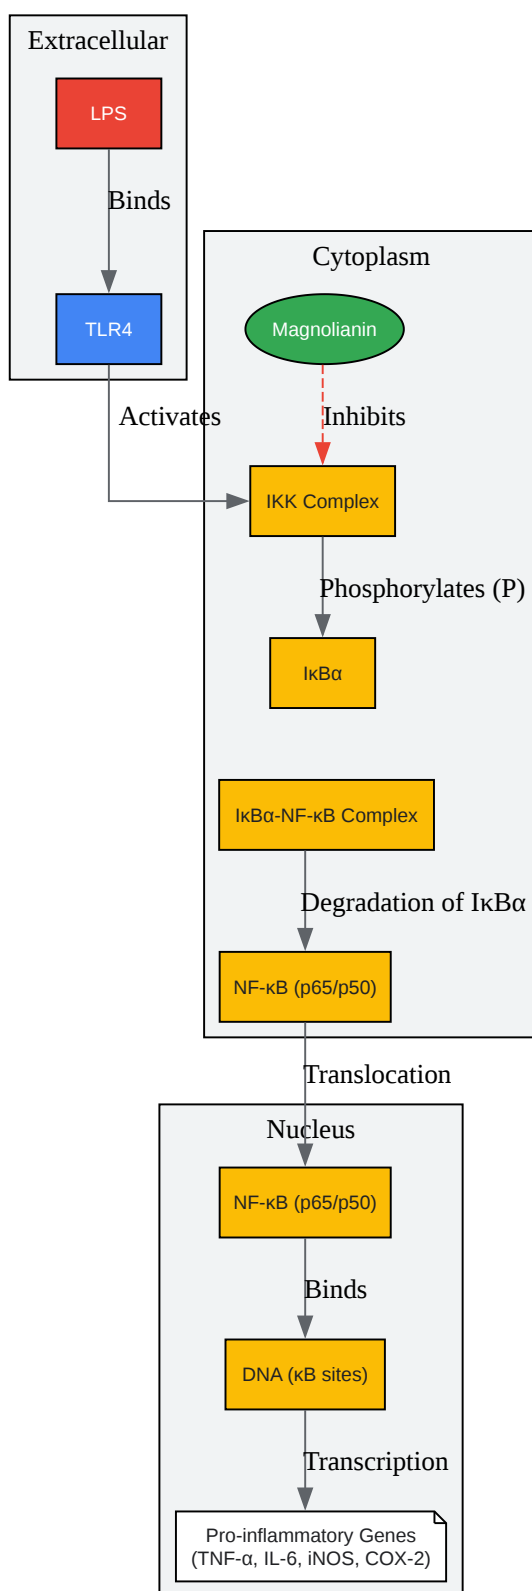 Extracellular
LPS
Binds
TLR4
Activates
Cytoplasm
Magnolianin
Inhibits
IKK Complex
Phosphorylates (P)
IκBα
IκBα-NF-κB Complex
Degradation of IκBα
NF-κB (p65/p50)
Translocation
Nucleus
NF-κB (p65/p50)
Binds
DNA (κB sites)
Transcription
Pro-inflammatory Genes
(TNF-α, IL-6, iNOS, COX-2)